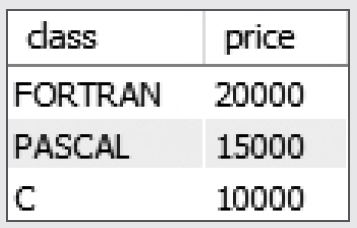 class price
FORTRAN 20000
PASCAL 15000
C 10000